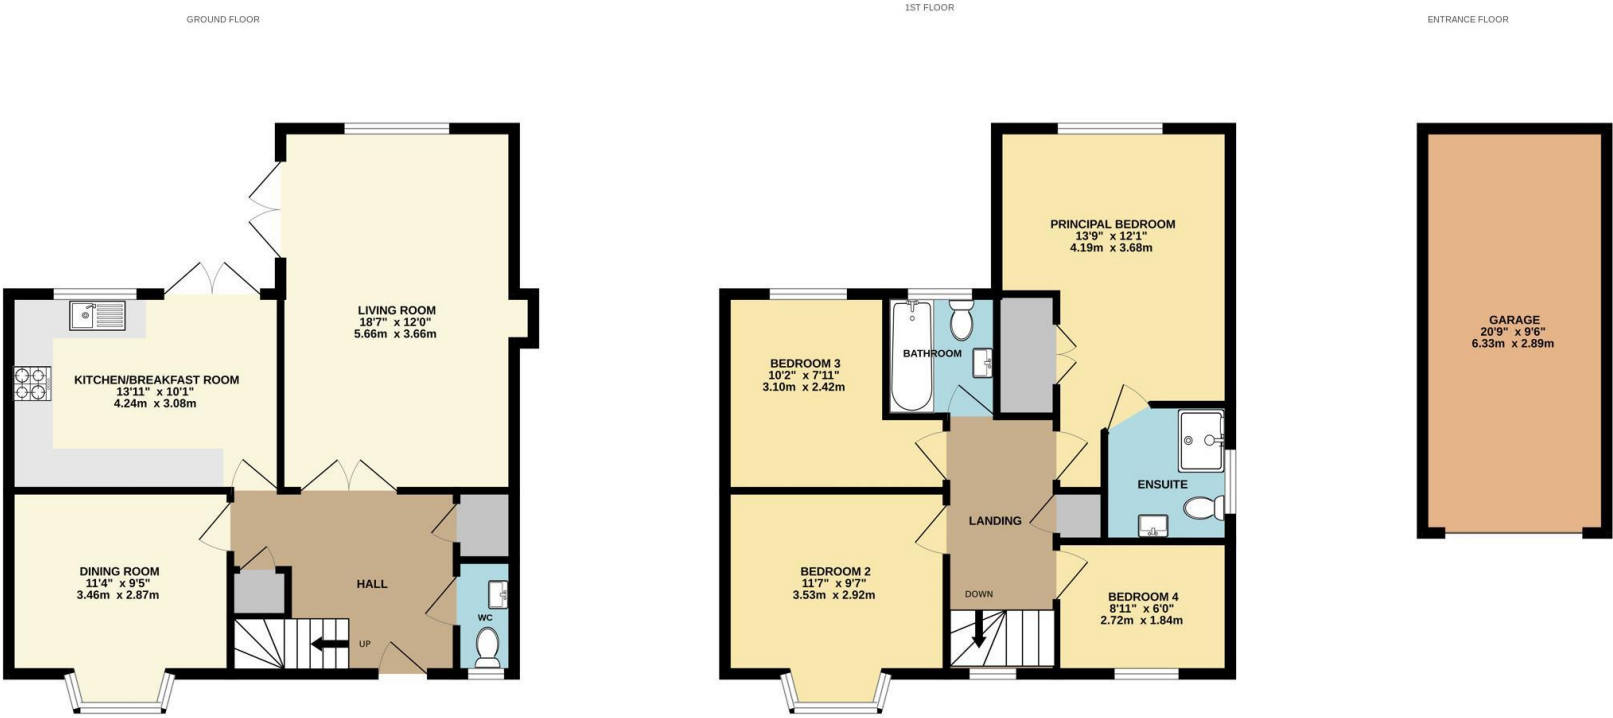 GROUND FLOOR
LIVING ROOM
18'7" x 12'0"
5.66m x 3.66m
KITCHEN/BREAKFAST ROOM
13'11" x 10'1"
4.24m x 3.08m
DINING ROOM
11'4" x 9'5"
3.46m x 2.87m
HALL
WC
UP
1ST FLOOR
PRINCIPAL BEDROOM
13'9" x 12'1"
4.19m x 3.68m
BATHROOM
BEDROOM 3
10'2" x 7'11"
3.10m x 2.42m
ENSUITE
LANDING
BEDROOM 2
11'7" x 9'7"
3.53m x 2.92m
DOWN
BEDROOM 4
8'11" x 6'0"
2.72m x 1.84m
ENTRANCE FLOOR
GARAGE
20'9" x 9'6"
6.33m x 2.89m